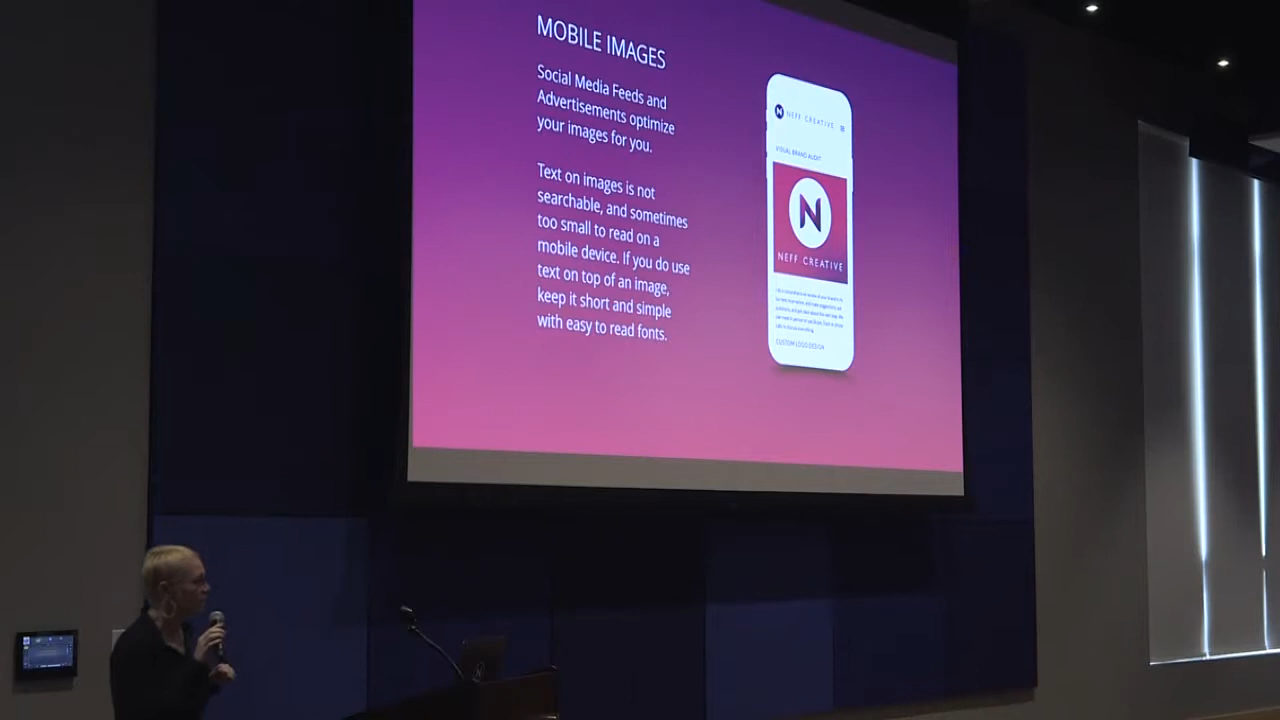 MOBILE IMAGES
Social Media Feeds and
Advertisements optimize
your images for you.
Text on images is not
searchable, and sometimes
too small to read on a
mobile device. If you do use
text on top of an image,
keep it short and simple
with easy to read fonts.
N NEFF CREATIVE
VISUAL BRAND AUDIT
N
NEFF CREATIVE
CUSTOM LOGO DESIGN